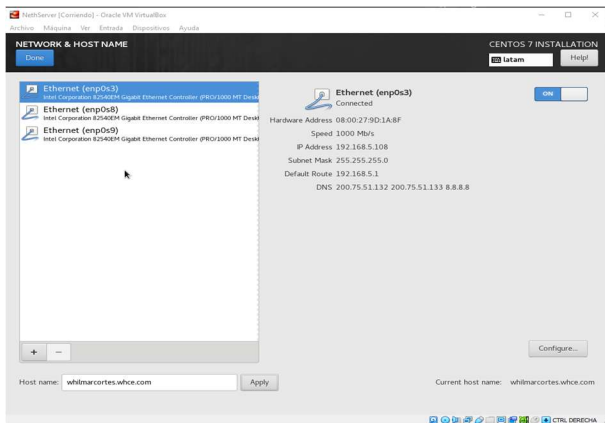 NethServer [Corriendo] - Oracle VM VirtualBox
Archivo Máquina Ver Entrada Dispositivos Ayuda
NETWORK & HOST NAME
CENTOS 7 INSTALLATION
Done
latam
Help!
Ethernet (enp0s3)
Intel Corporation 82540EM Gigabit Ethernet Controller (PRO/1000 MT Deskt
Ethernet (enp0s8)
Intel Corporation 82540EM Gigabit Ethernet Controller (PRO/1000 MT Deskt
Ethernet (enp0s9)
Intel Corporation 82540EM Gigabit Ethernet Controller (PRO/1000 MT Deskt
Ethernet (enp0s3)
Connected
ON
Hardware Address 08:00:27:9D:1A:8F
Speed 1000 Mb/s
IP Address 192.168.5.108
Subnet Mask 255.255.255.0
Default Route 192.168.5.1
DNS 200.75.51.132 200.75.51.133 8.8.8.8
+ −
Configure...
Host name: whilmarcortes.whce.com Apply Current host name: whilmarcortes.whce.com
CTRL DERECHA